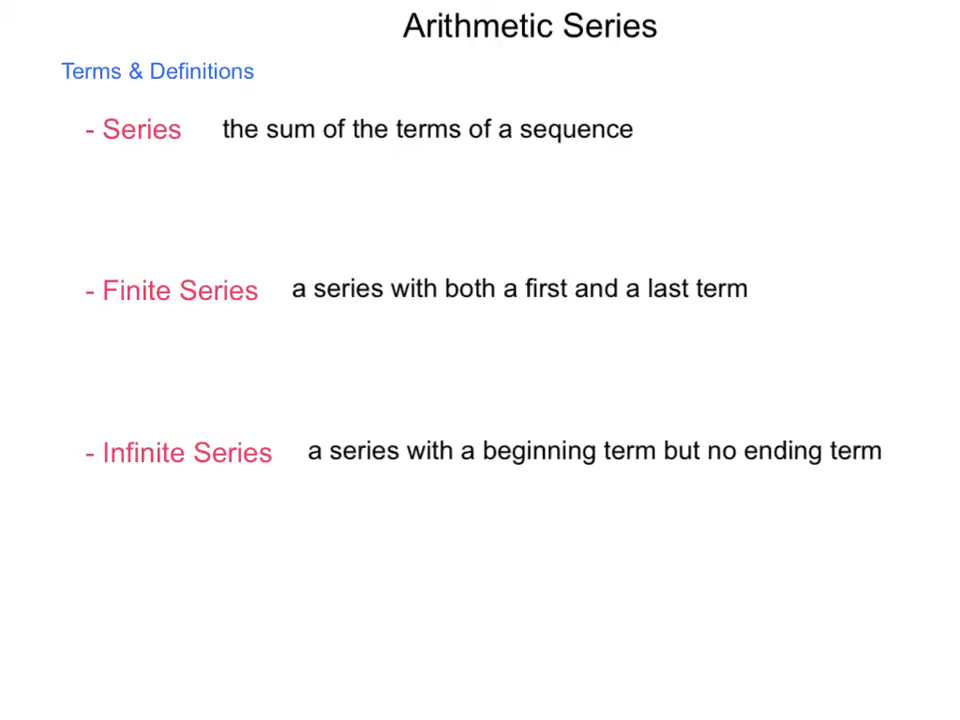 Arithmetic Series
Terms & Definitions
- Series the sum of the terms of a sequence
- Finite Series a series with both a first and a last term
- Infinite Series a series with a beginning term but no ending term